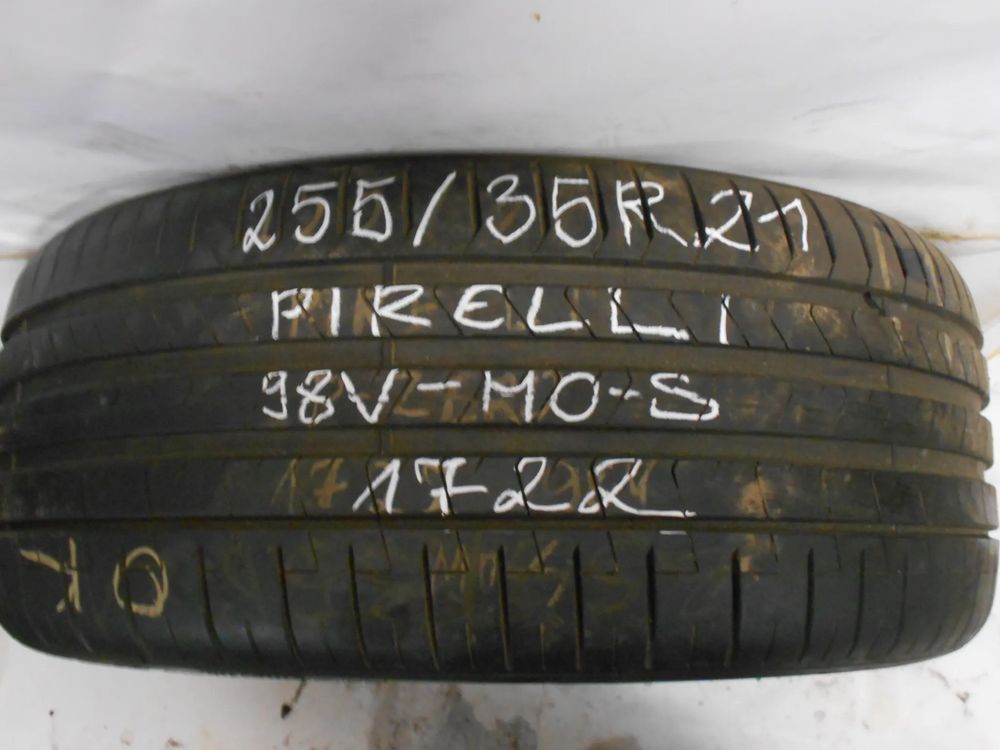 255/35R21
PIRELLI
98V-MO-S
1722
OK